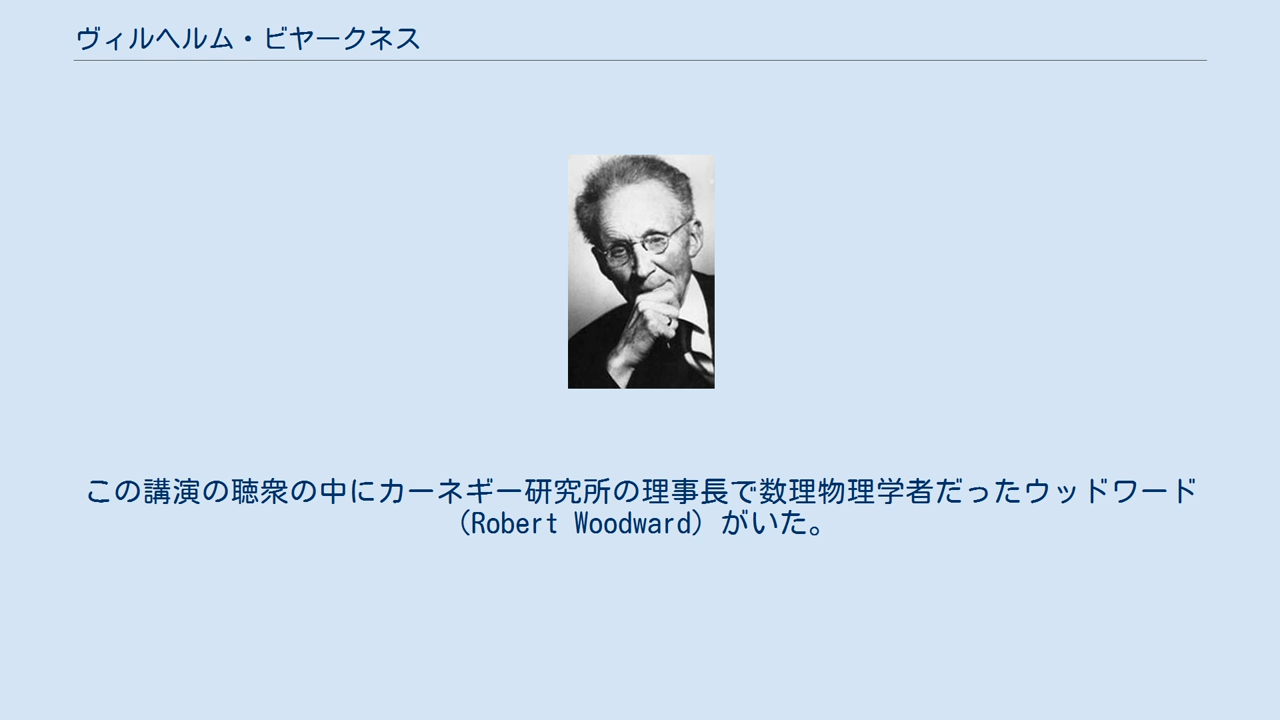 ヴィルヘルム・ビヤークネス
この講演の聴衆の中にカーネギー研究所の理事長で数理物理学者だったウッドワード
（Robert Woodward）がいた。